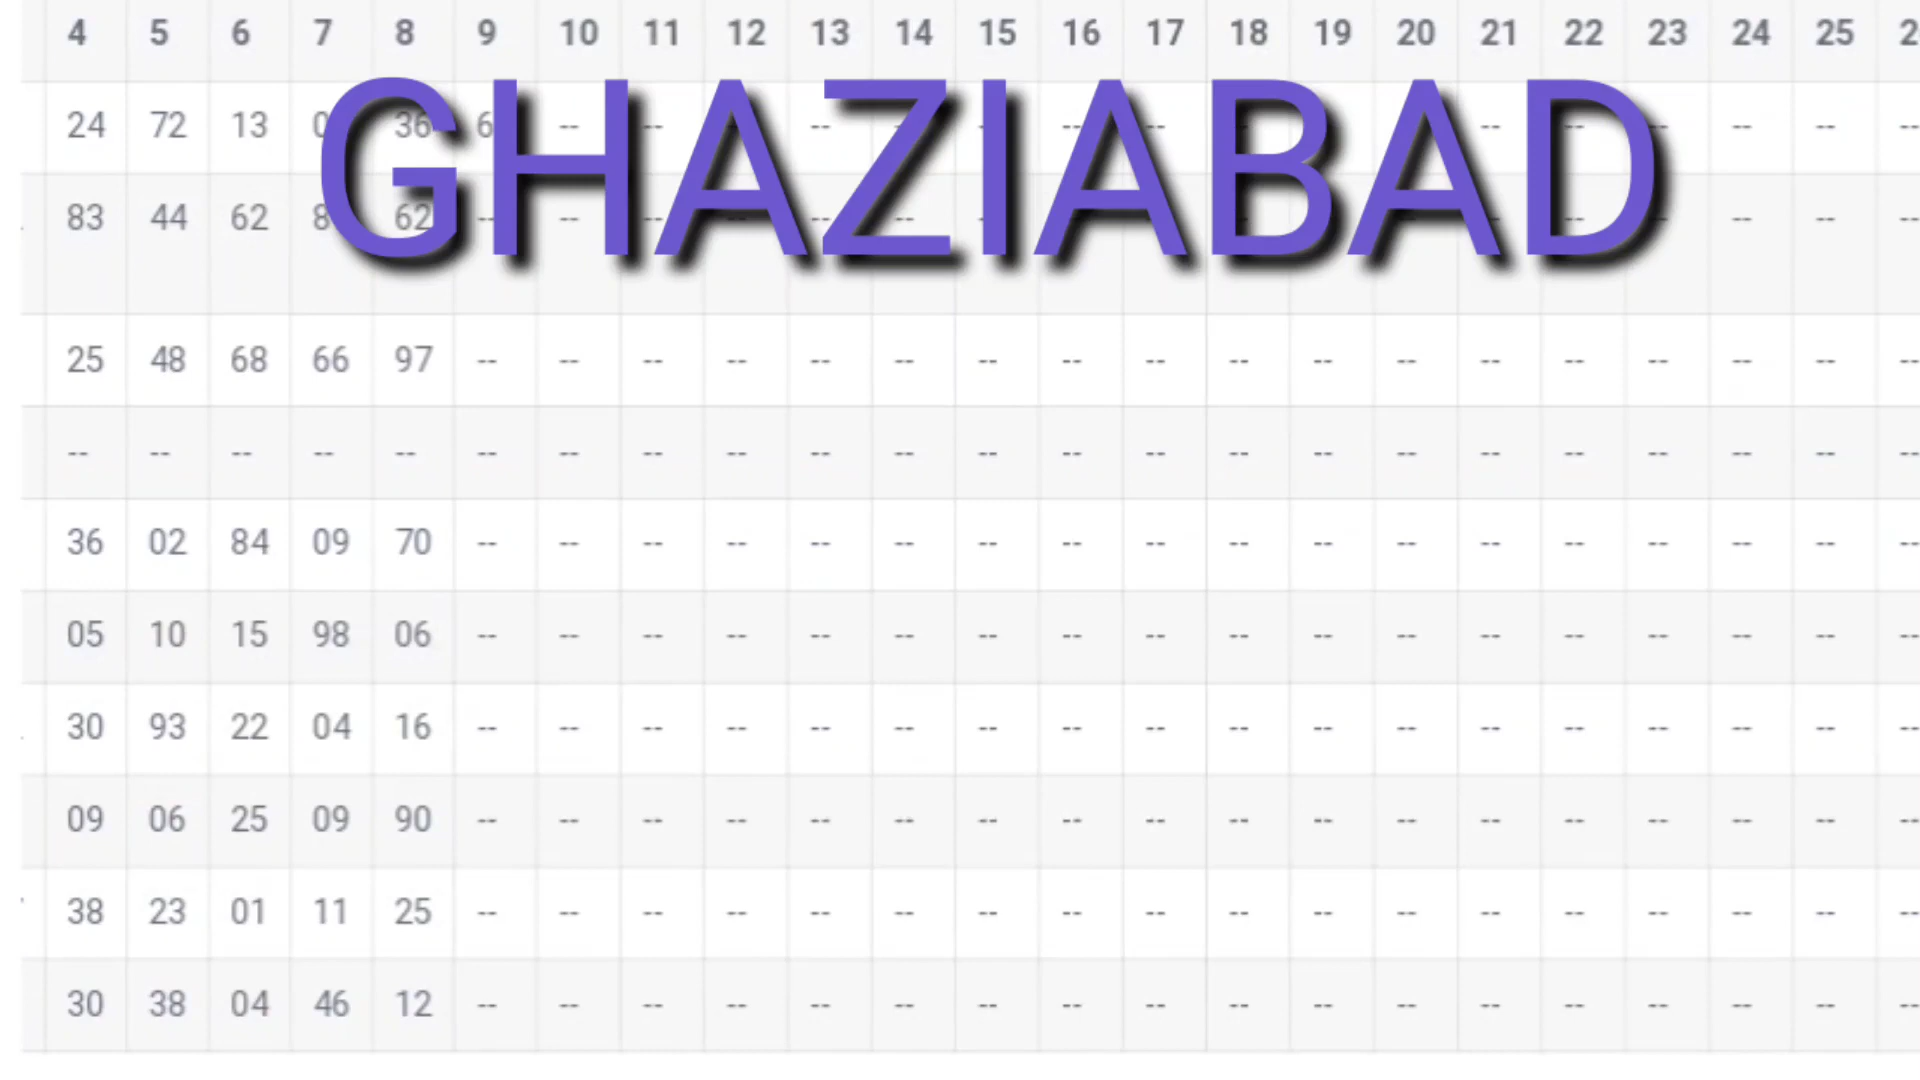 4 5 6 7 8 9 10 11 12 13 14 15 16 17 18 19 20 21 22 23 24 25
GHAZIABAD
24 72 13 36 -- -- -- -- -- -- -- -- -- --
83 44 62 62 -- -- -- -- -- -- -- -- --
25 48 68 66 97 -- -- -- -- -- -- -- -- -- -- -- -- -- -- -- -- -- --
-- -- -- -- -- -- -- -- -- -- -- -- -- -- -- -- -- -- -- -- -- -- --
36 02 84 09 70 -- -- -- -- -- -- -- -- -- -- -- -- -- -- -- -- -- --
05 10 15 98 06 -- -- -- -- -- -- -- -- -- -- -- -- -- -- -- -- -- --
30 93 22 04 16 -- -- -- -- -- -- -- -- -- -- -- -- -- -- -- -- -- --
09 06 25 09 90 -- -- -- -- -- -- -- -- -- -- -- -- -- -- -- -- -- --
38 23 01 11 25 -- -- -- -- -- -- -- -- -- -- -- -- -- -- -- -- -- --
30 38 04 46 12 -- -- -- -- -- -- -- -- -- -- -- -- -- -- -- -- -- --